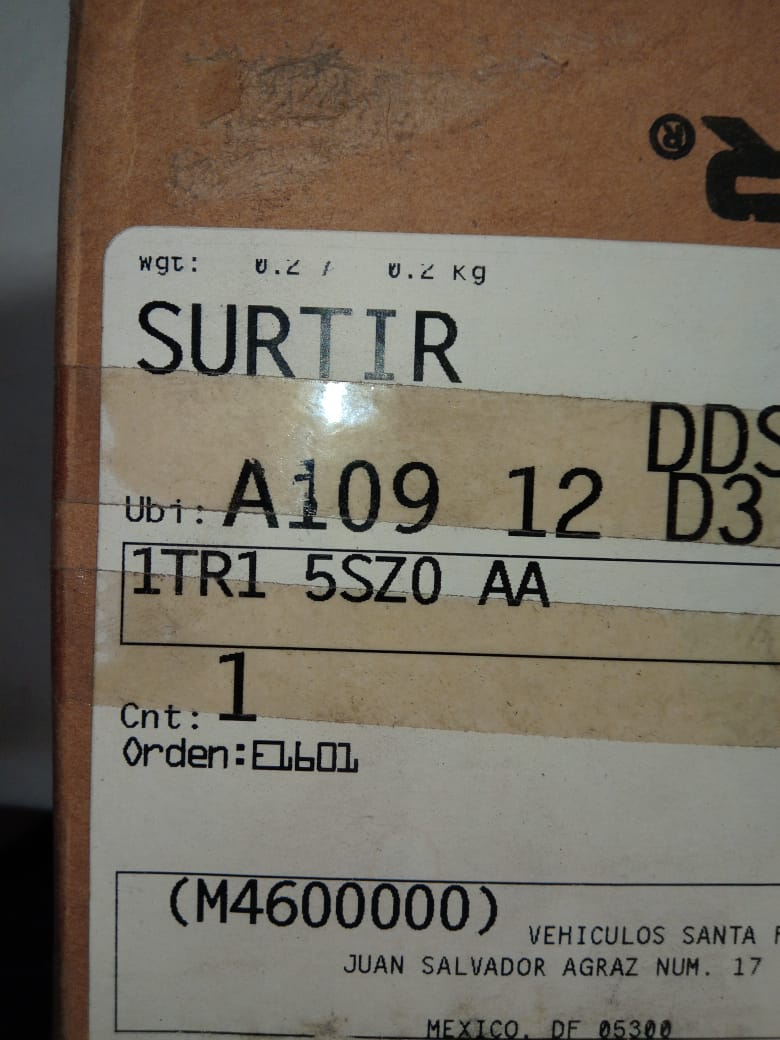 R®
wgt: 0.2 / 0.2 Kg
SURTIR
DDS
Ubi: A109 12 D3
1TR1 5SZ0 AA
Cnt: 1
Orden:E1601
(M4600000)
VEHICULOS SANTA F
JUAN SALVADOR AGRAZ NUM. 17
MEXICO, DF 05300